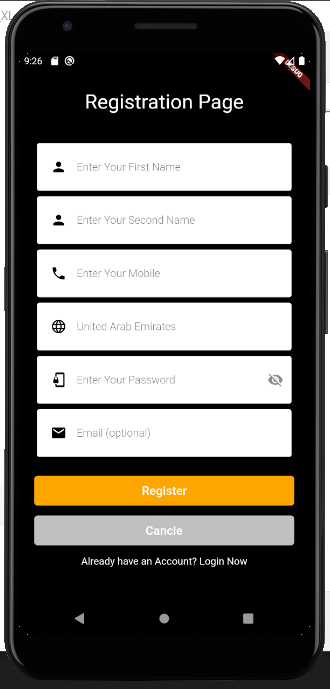 XL
9:26
DEBUG
Registration Page
Enter Your First Name
Enter Your Second Name
Enter Your Mobile
United Arab Emirates
Enter Your Password
Email (optional)
Register
Cancle
Already have an Account? Login Now